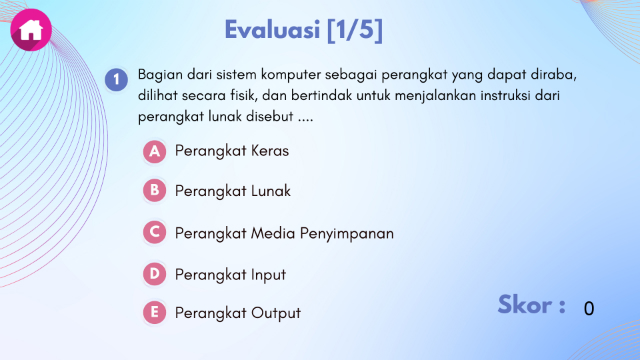 Evaluasi [1/5]
1 Bagian dari sistem komputer sebagai perangkat yang dapat diraba,
dilihat secara fisik, dan bertindak untuk menjalankan instruksi dari
perangkat lunak disebut ....
A Perangkat Keras
B Perangkat Lunak
C Perangkat Media Penyimpanan
D Perangkat Input
E Perangkat Output
Skor : 0